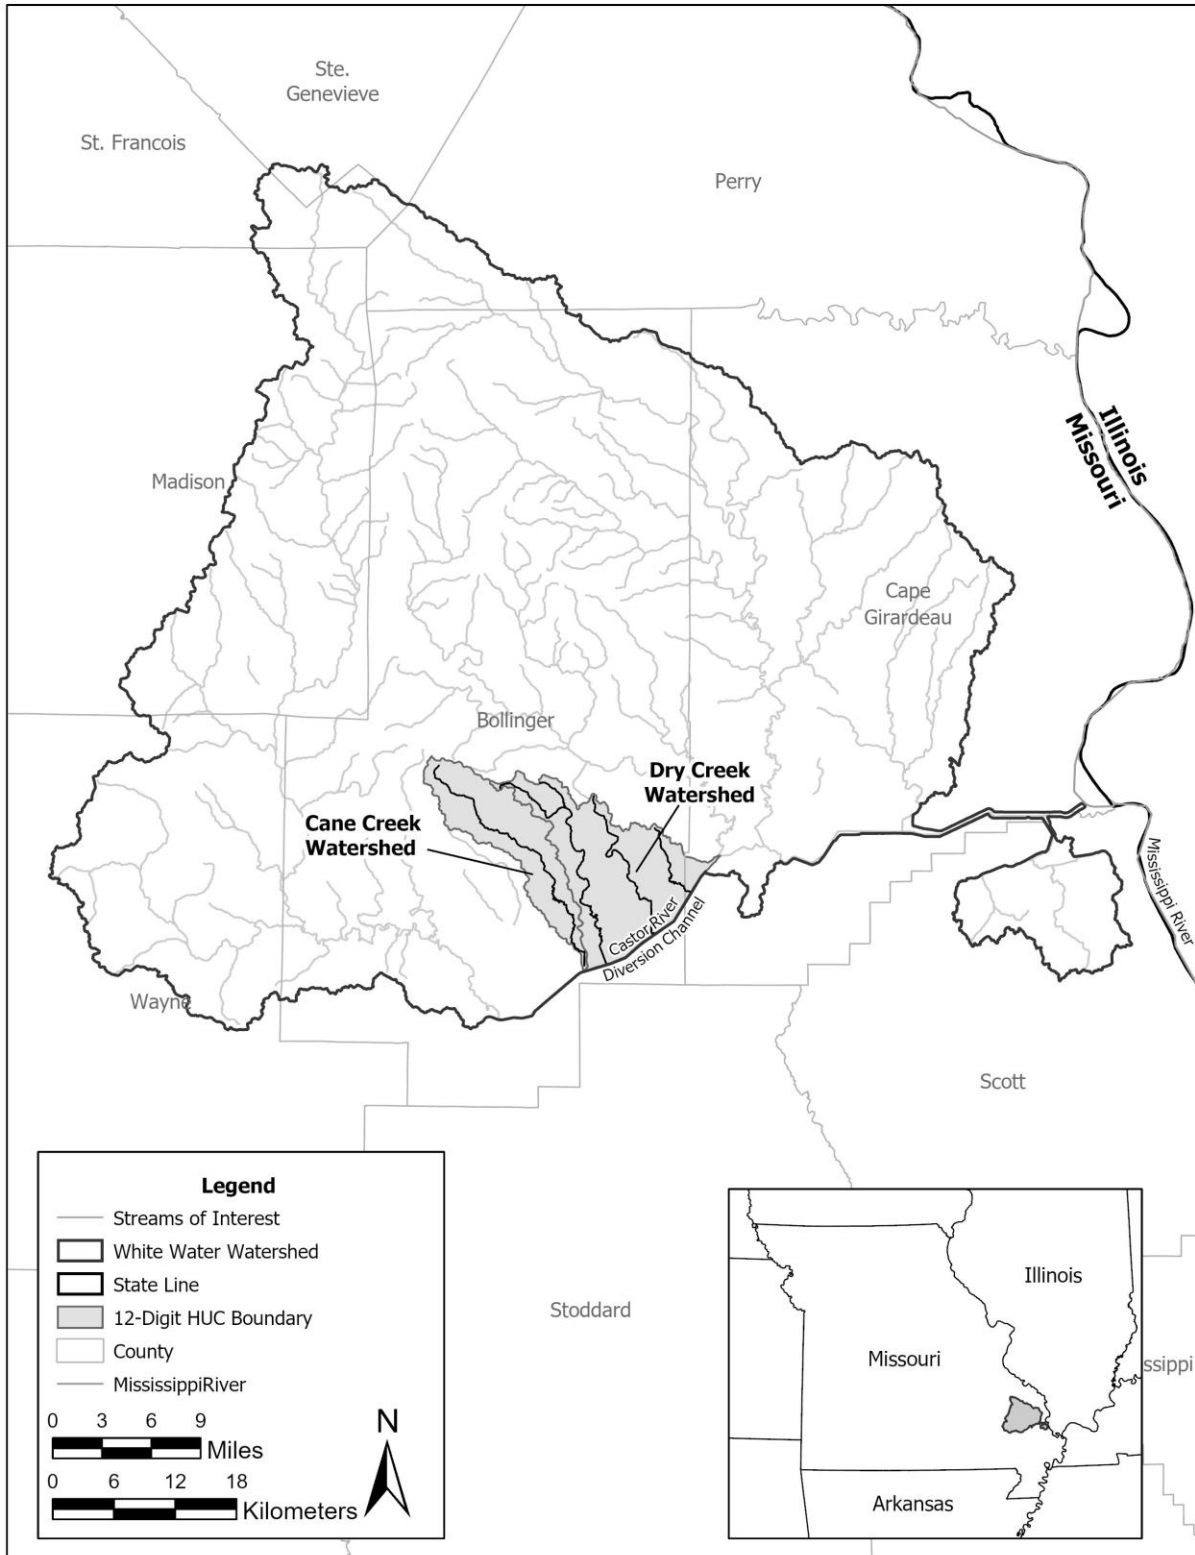 Ste.
Genevieve
St. Francois
Perry
Illinois
Missouri
Madison
Cape
Girardeau
Bollinger
Dry Creek
Watershed
Cane Creek
Watershed
Castor River
Diversion Channel
Mississippi River
Wayne
Scott
Stoddard
ssippi
Legend
Streams of Interest
White Water Watershed
State Line
12-Digit HUC Boundary
County
MississippiRiver
0 3 6 9
Miles
0 6 12 18
Kilometers
N
Illinois
Missouri
Arkansas